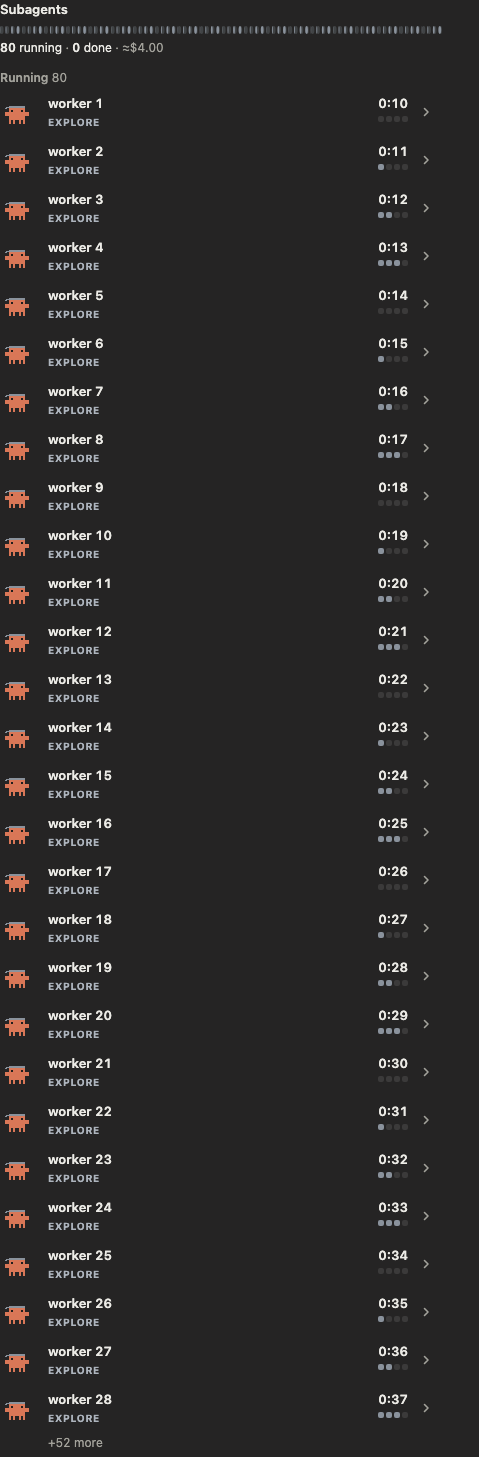 Subagents
80 running · 0 done · ≈$4.00
Running 80
worker 1 0:10
EXPLORE
worker 2 0:11
EXPLORE
worker 3 0:12
EXPLORE
worker 4 0:13
EXPLORE
worker 5 0:14
EXPLORE
worker 6 0:15
EXPLORE
worker 7 0:16
EXPLORE
worker 8 0:17
EXPLORE
worker 9 0:18
EXPLORE
worker 10 0:19
EXPLORE
worker 11 0:20
EXPLORE
worker 12 0:21
EXPLORE
worker 13 0:22
EXPLORE
worker 14 0:23
EXPLORE
worker 15 0:24
EXPLORE
worker 16 0:25
EXPLORE
worker 17 0:26
EXPLORE
worker 18 0:27
EXPLORE
worker 19 0:28
EXPLORE
worker 20 0:29
EXPLORE
worker 21 0:30
EXPLORE
worker 22 0:31
EXPLORE
worker 23 0:32
EXPLORE
worker 24 0:33
EXPLORE
worker 25 0:34
EXPLORE
worker 26 0:35
EXPLORE
worker 27 0:36
EXPLORE
worker 28 0:37
EXPLORE
+52 more